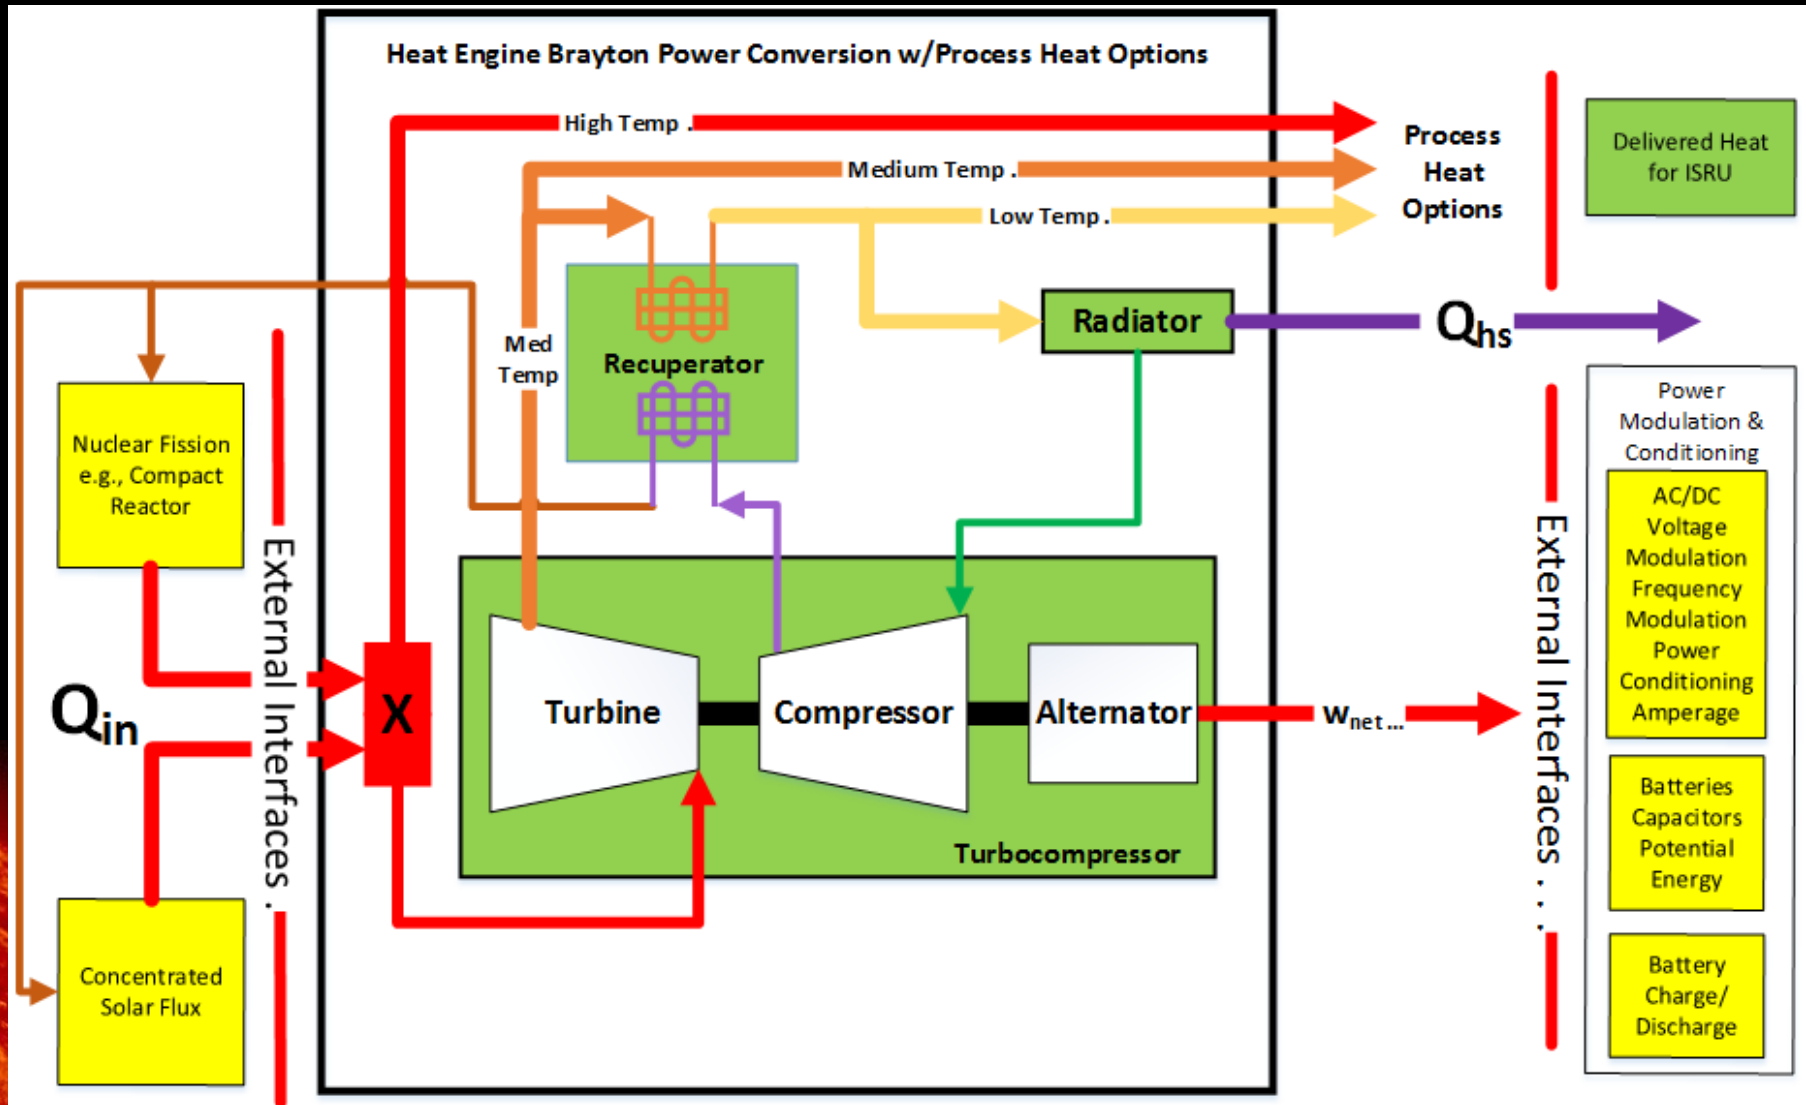 Heat Engine Brayton Power Conversion w/Process Heat Options
High Temp .
Medium Temp .
Low Temp .
Process
Heat
Options
Delivered Heat
for ISRU
Med
Temp
Recuperator
Radiator
Qhs
Nuclear Fission
e.g., Compact
Reactor
External Interfaces .
Qin
X
Turbine
Compressor
Alternator
Turbocompressor
wnet ...
Concentrated
Solar Flux
External Interfaces . . .
Power
Modulation &
Conditioning
AC/DC
Voltage
Modulation
Frequency
Modulation
Power
Conditioning
Amperage
Batteries
Capacitors
Potential
Energy
Battery
Charge/
Discharge